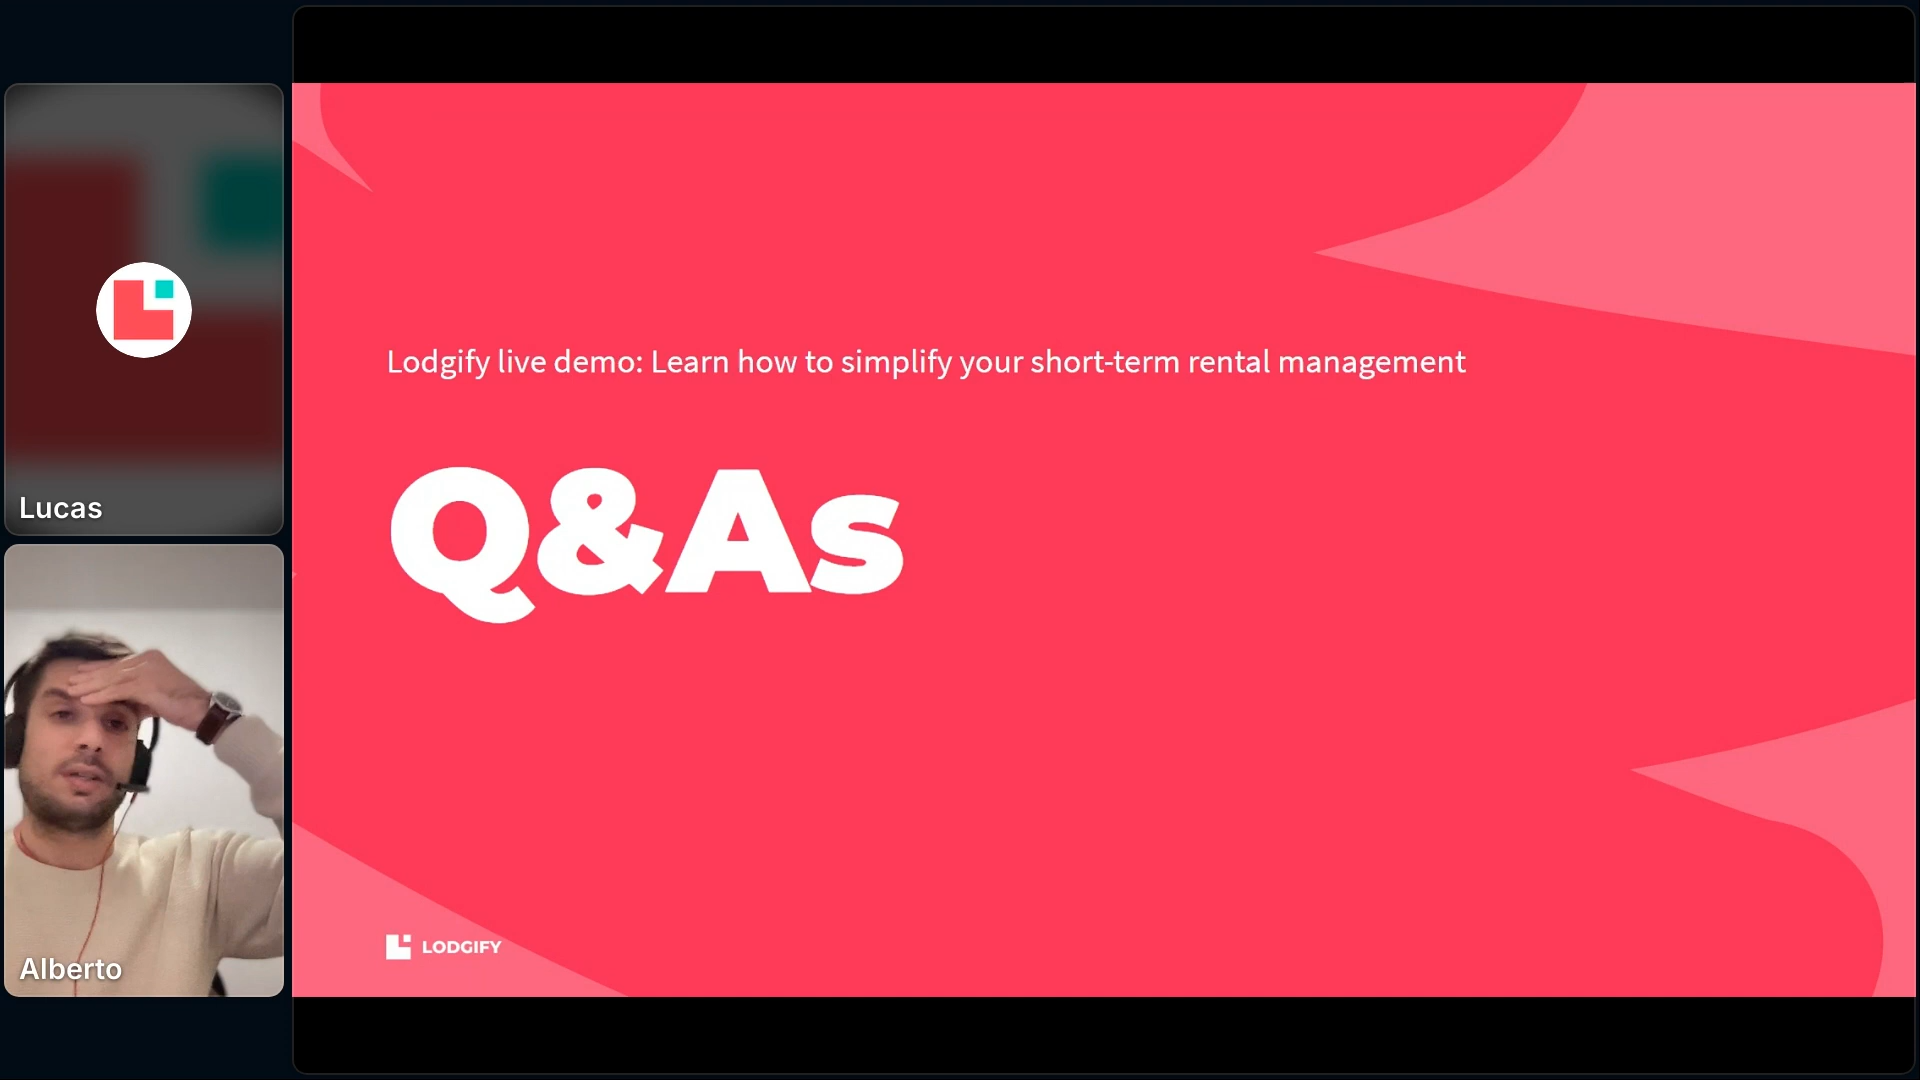 Lucas
Alberto
Lodgify live demo: Learn how to simplify your short-term rental management
Q&As
LODGIFY